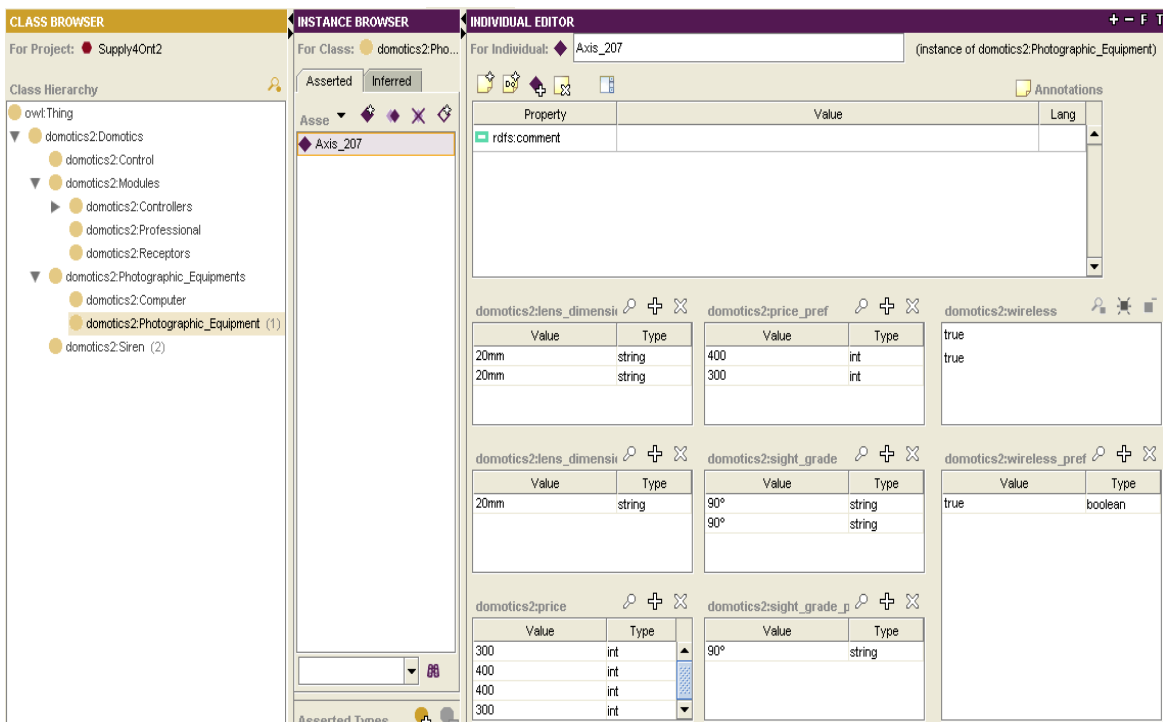 CLASS BROWSER
For Project: Supply4Ont2
Class Hierarchy
owl:Thing
domotics2:Domotics
domotics2:Control
domotics2:Modules
domotics2:Controllers
domotics2:Professional
domotics2:Receptors
domotics2:Photographic_Equipments
domotics2:Computer
domotics2:Photographic_Equipment (1)
domotics2:Siren (2)
INSTANCE BROWSER
For Class: domotics2:Pho...
Asserted Inferred
Asse
Axis_207
Asserted Types
INDIVIDUAL EDITOR + − F T
For Individual: Axis_207 (instance of domotics2:Photographic_Equipment)
Annotations
Property Value Lang
rdfs:comment
domotics2:lens_dimensi
Value Type
20mm string
20mm string
domotics2:price_pref
Value Type
400 int
300 int
domotics2:wireless
true
true
domotics2:lens_dimensi
Value Type
20mm string
domotics2:sight_grade
Value Type
90º string
90º string
domotics2:wireless_pref
Value Type
true boolean
domotics2:price
Value Type
300 int
400 int
400 int
300 int
domotics2:sight_grade_p
Value Type
90º string